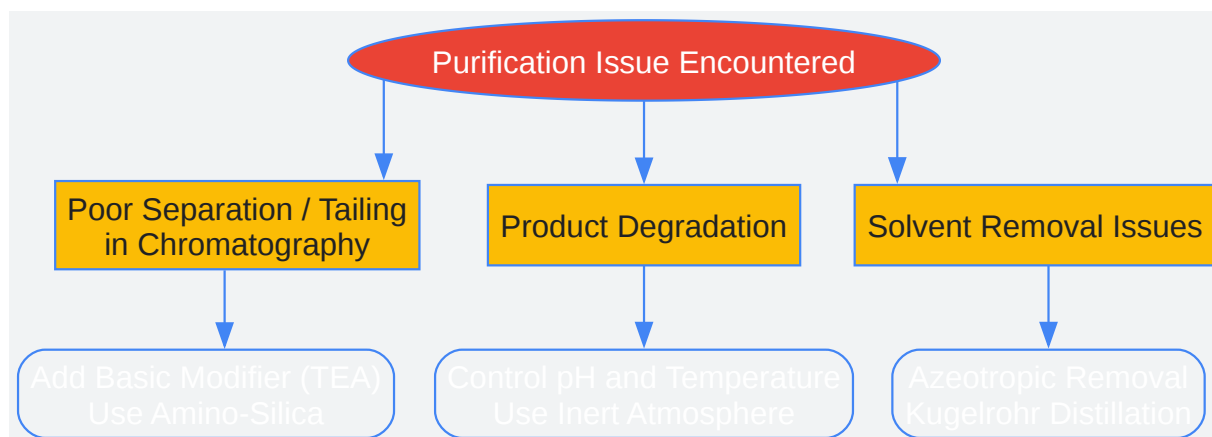 Purification Issue Encountered
Poor Separation / Tailing
in Chromatography
Product Degradation
Solvent Removal Issues
Add Basic Modifier (TEA)
Use Amino-Silica
Control pH and Temperature
Use Inert Atmosphere
Azeotropic Removal
Kugelrohr Distillation